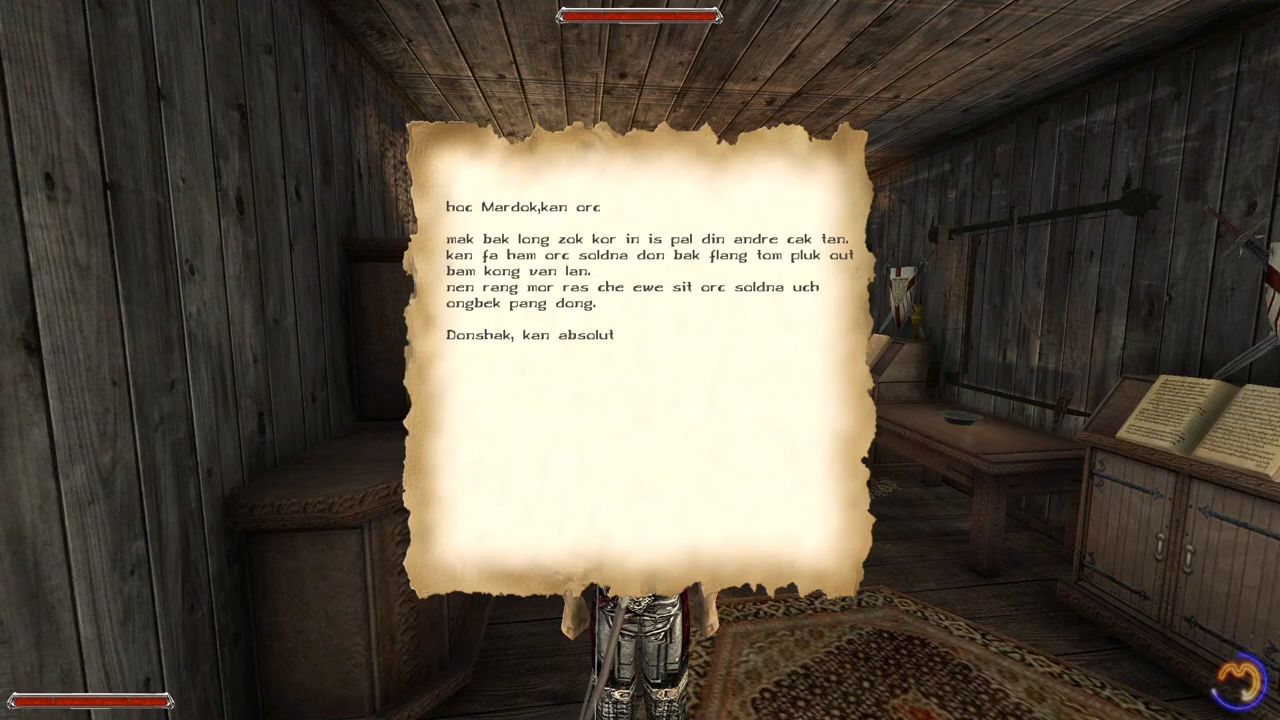 hoc Mardok,kan orc
mak bak long zok kor in is pal din andre cak tan.
kan fa ham orc soldna don bak flang tom pluk out
bam kong van lan.
nen rang mor ras che ewe sit orc soldna uch
ongbek pang dong.
Donshak, kan absolut